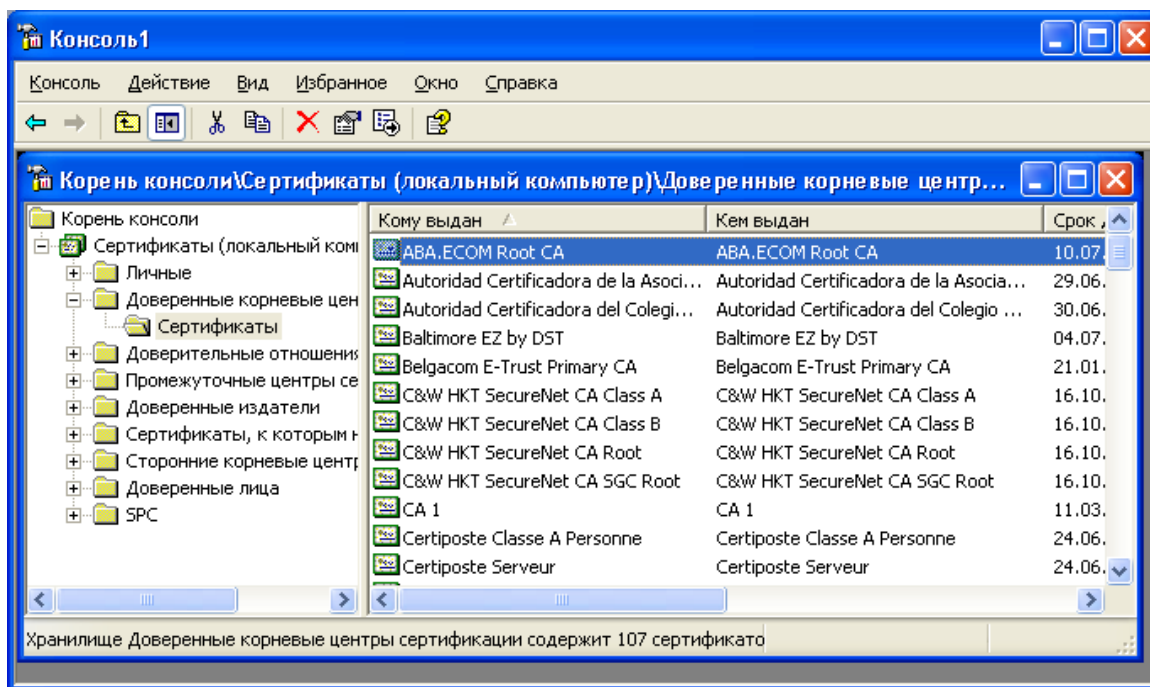 Консоль1
Консоль Действие Вид Избранное Окно Справка
Корень консоли\Сертификаты (локальный компьютер)\Доверенные корневые центр...
Корень консоли
Сертификаты (локальный ком
Личные
Доверенные корневые цен
Сертификаты
Доверительные отношения
Промежуточные центры се
Доверенные издатели
Сертификаты, к которым н
Сторонние корневые центр
Доверенные лица
SPC
Кому выдан Кем выдан Срок
ABA.ECOM Root CA ABA.ECOM Root CA 10.07.
Autoridad Certificadora de la Asoci... Autoridad Certificadora de la Asocia... 29.06.
Autoridad Certificadora del Colegi... Autoridad Certificadora del Colegio ... 30.06.
Baltimore EZ by DST Baltimore EZ by DST 04.07.
Belgacom E-Trust Primary CA Belgacom E-Trust Primary CA 21.01.
C&W HKT SecureNet CA Class A C&W HKT SecureNet CA Class A 16.10.
C&W HKT SecureNet CA Class B C&W HKT SecureNet CA Class B 16.10.
C&W HKT SecureNet CA Root C&W HKT SecureNet CA Root 16.10.
C&W HKT SecureNet CA SGC Root C&W HKT SecureNet CA SGC Root 16.10.
CA 1 CA 1 11.03.
Certiposte Classe A Personne Certiposte Classe A Personne 24.06.
Certiposte Serveur Certiposte Serveur 24.06.
Хранилище Доверенные корневые центры сертификации содержит 107 сертификато